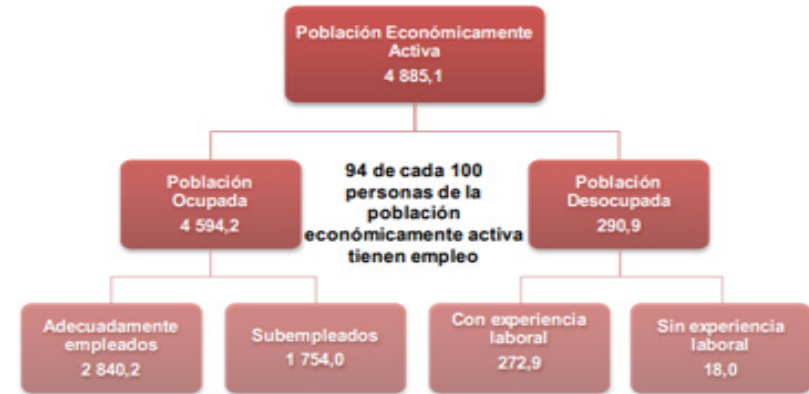 Población Económicamente
Activa
4 885,1
Población
Ocupada
4 594,2
94 de cada 100
personas de la
población
económicamente activa
tienen empleo
Población
Desocupada
290,9
Adecuadamente
empleados
2 840,2
Subempleados
1 754,0
Con experiencia
laboral
272,9
Sin experiencia
laboral
18,0